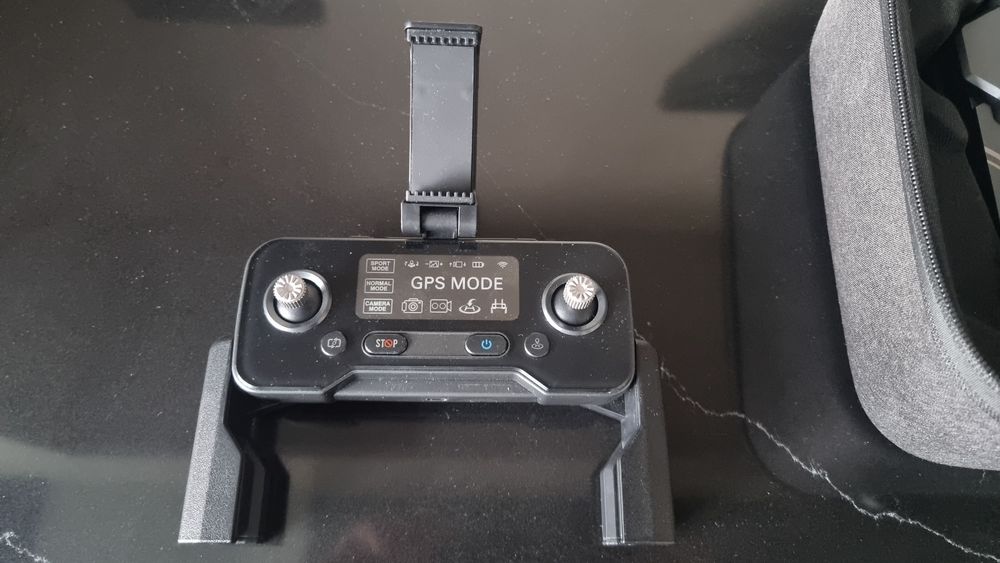 SPORT
MODE
NORMAL
MODE
GPS MODE
CAMERA
MODE
STOP